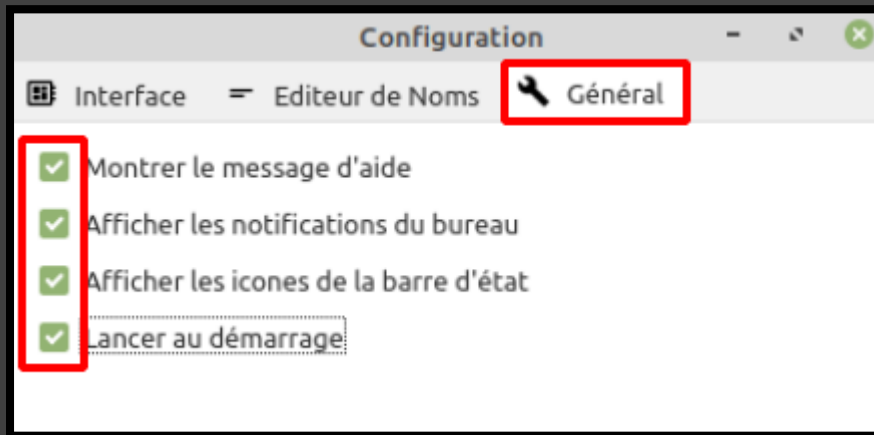 Configuration
Interface Editeur de Noms Général
Montrer le message d'aide
Afficher les notifications du bureau
Afficher les icones de la barre d'état
Lancer au démarrage